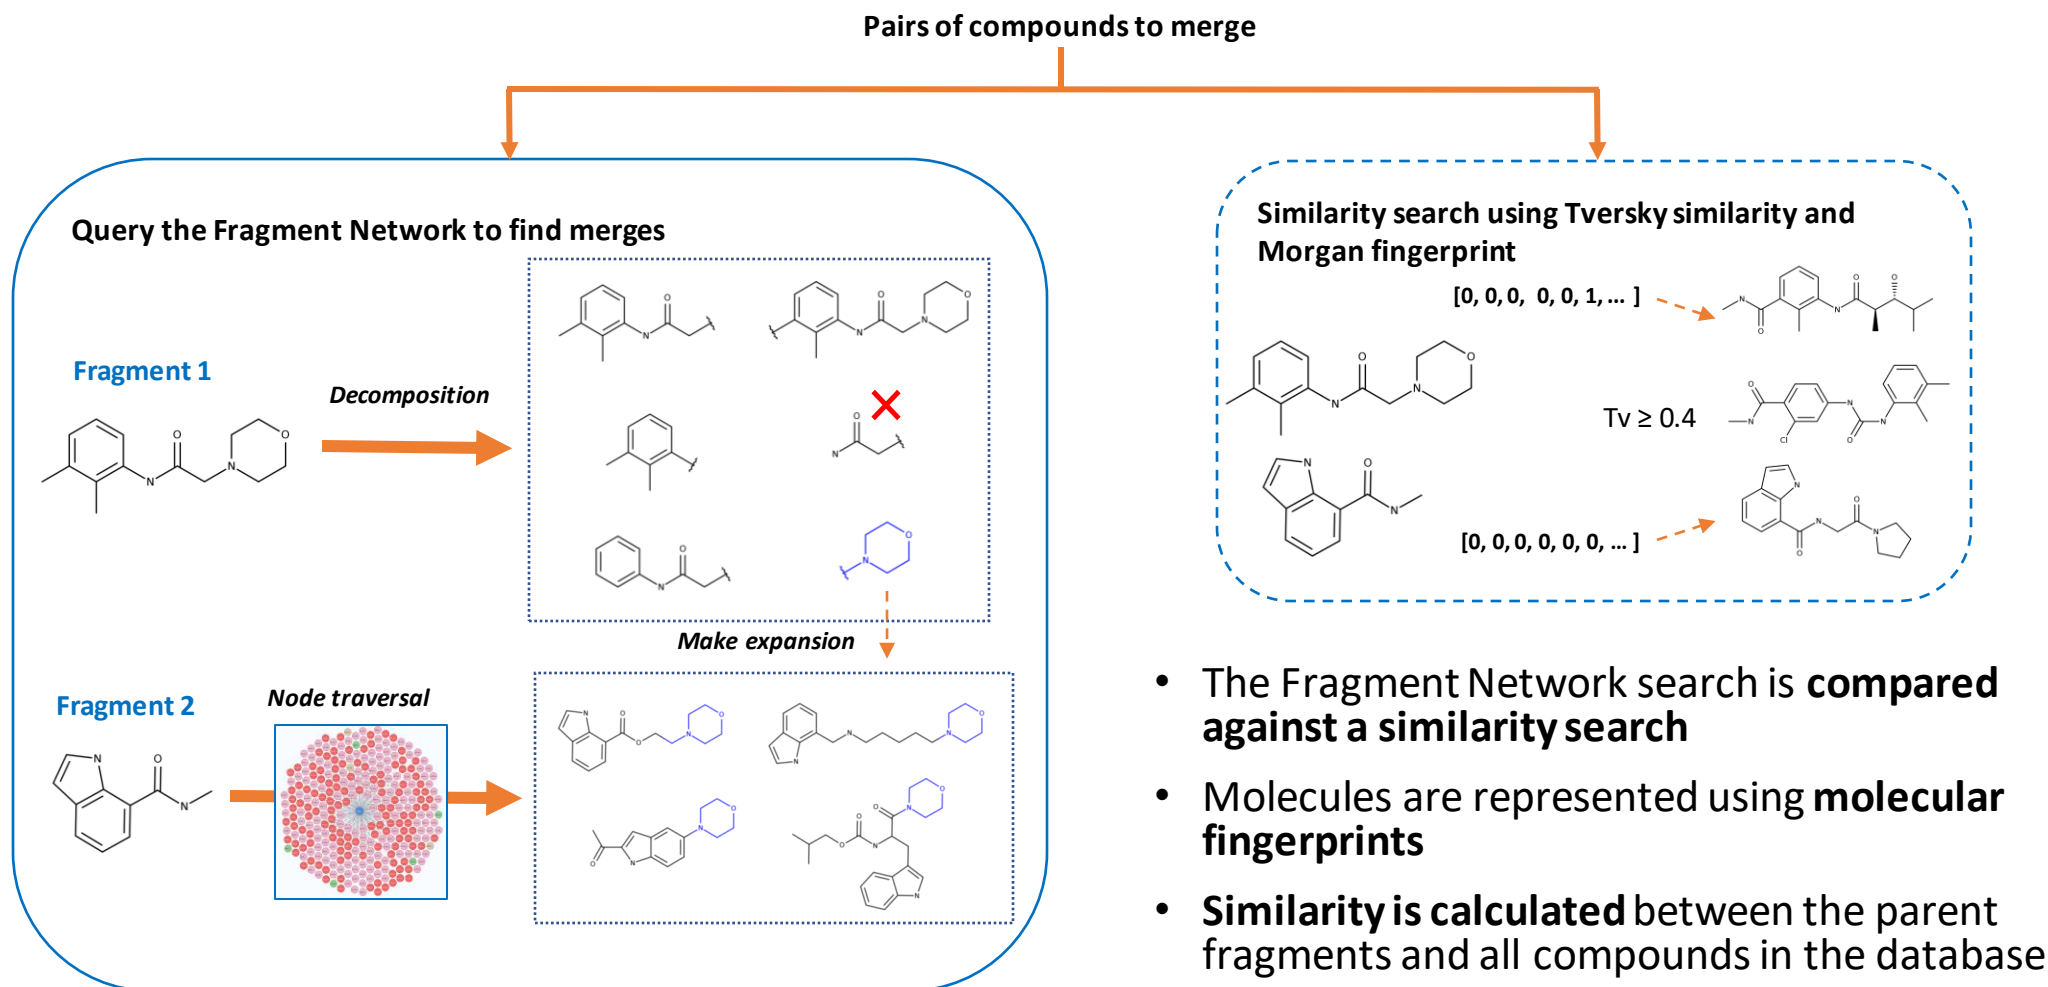 Pairs of compounds to merge
Query the Fragment Network to find merges
Fragment 1
Decomposition
Make expansion
Fragment 2
Node traversal
Similarity search using Tversky similarity and
Morgan fingerprint
[0, 0, 0, 0, 0, 1, ... ]
Tv ≥ 0.4
[0, 0, 0, 0, 0, 0, ... ]
• The Fragment Network search is compared
against a similarity search
• Molecules are represented using molecular
fingerprints
• Similarity is calculated between the parent
fragments and all compounds in the database